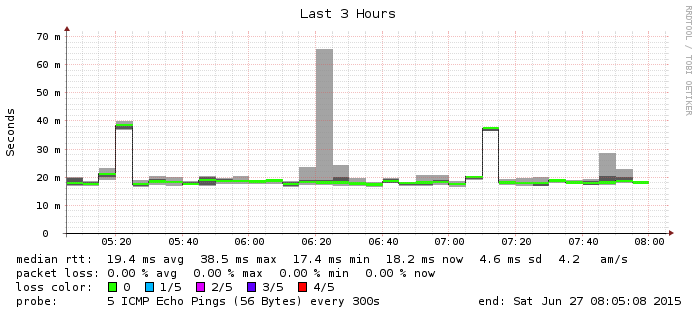 Last 3 Hours
RRDTOOL / TOBI OETIKER
Seconds
70 m
60 m
50 m
40 m
30 m
20 m
10 m
0
05:20 05:40 06:00 06:20 06:40 07:00 07:20 07:40 08:00
median rtt: 19.4 ms avg 38.5 ms max 17.4 ms min 18.2 ms now 4.6 ms sd 4.2 am/s
packet loss: 0.00 % avg 0.00 % max 0.00 % min 0.00 % now
loss color: 0 1/5 2/5 3/5 4/5
probe: 5 ICMP Echo Pings (56 Bytes) every 300s end: Sat Jun 27 08:05:08 2015